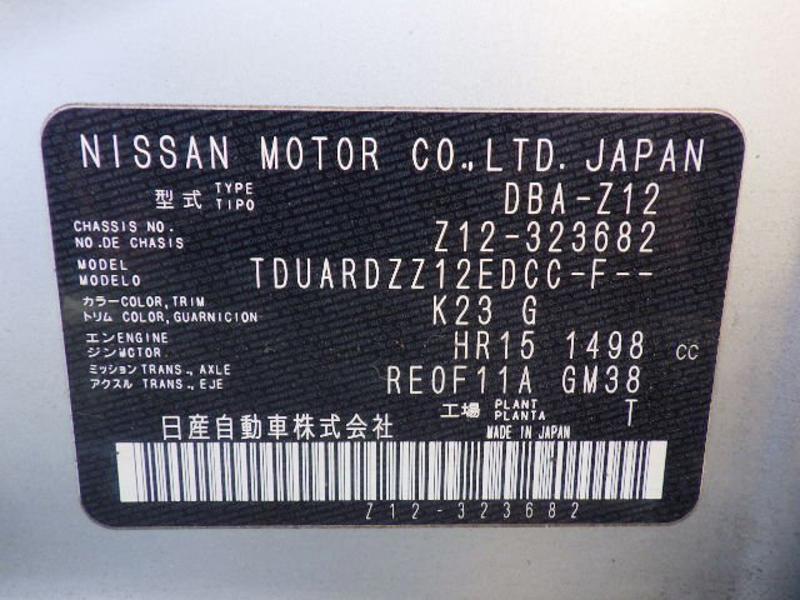 NISSAN MOTOR CO.,LTD. JAPAN
型式 TYPE TIPO DBA-Z12
CHASSIS NO.
NO.DE CHASIS Z12-323682
MODEL
MODELO TDUARDZZ12EDCC-F--
カラー COLOR, TRIM
トリム COLOR, GUARNICION K23 G
エンジン ENGINE MOTOR HR15 1498 CC
ミッション TRANS., AXLE
アクスル TRANS., EJE RE0F11A GM38
工場 PLANT PLANTA T
日産自動車株式会社 MADE IN JAPAN
Z12-323682